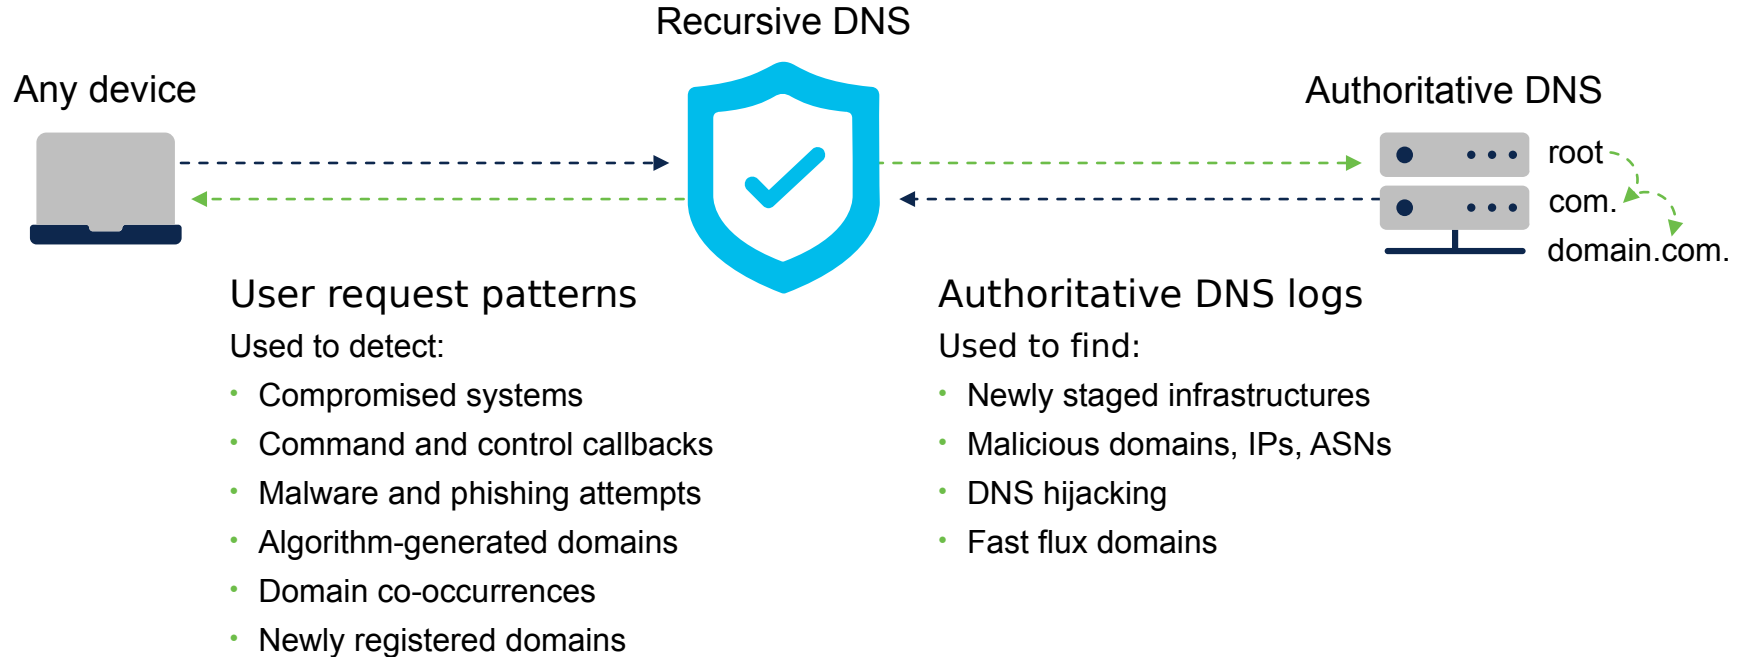 Recursive DNS
Any device
Authoritative DNS
root
com.
domain.com.
User request patterns
Used to detect:
• Compromised systems
• Command and control callbacks
• Malware and phishing attempts
• Algorithm-generated domains
• Domain co-occurrences
• Newly registered domains
Authoritative DNS logs
Used to find:
• Newly staged infrastructures
• Malicious domains, IPs, ASNs
• DNS hijacking
• Fast flux domains